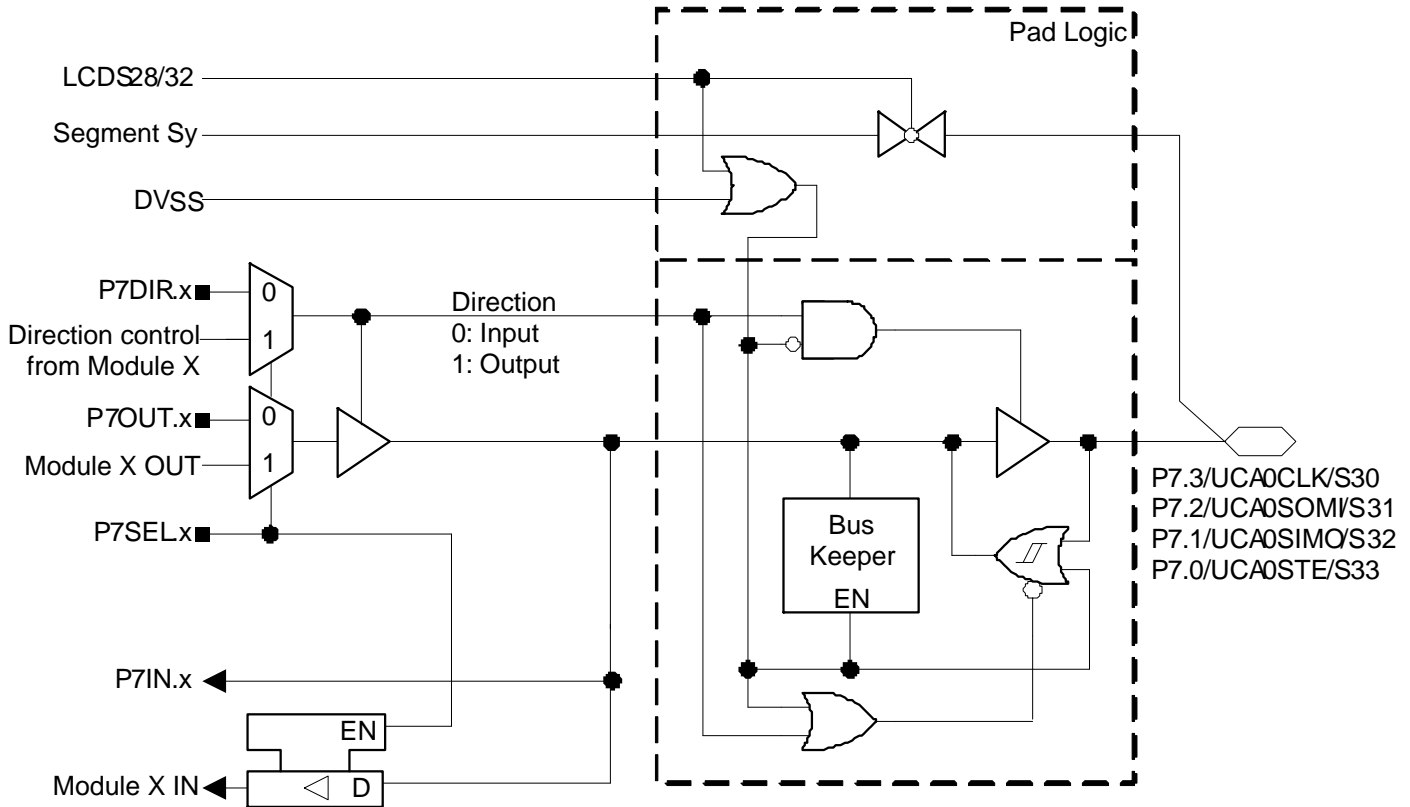 Pad Logic
LCDS28/32
Segment Sy
DVSS
P7DIR.x
0
Direction control
from Module X
1
Direction
0: Input
1: Output
P7OUT.x
0
Module X OUT
1
P7SEL.x
Bus
Keeper
EN
P7.3/UCA0CLK/S30
P7.2/UCA0SOMI/S31
P7.1/UCA0SIMO/S32
P7.0/UCA0STE/S33
P7IN.x
EN
Module X IN
D